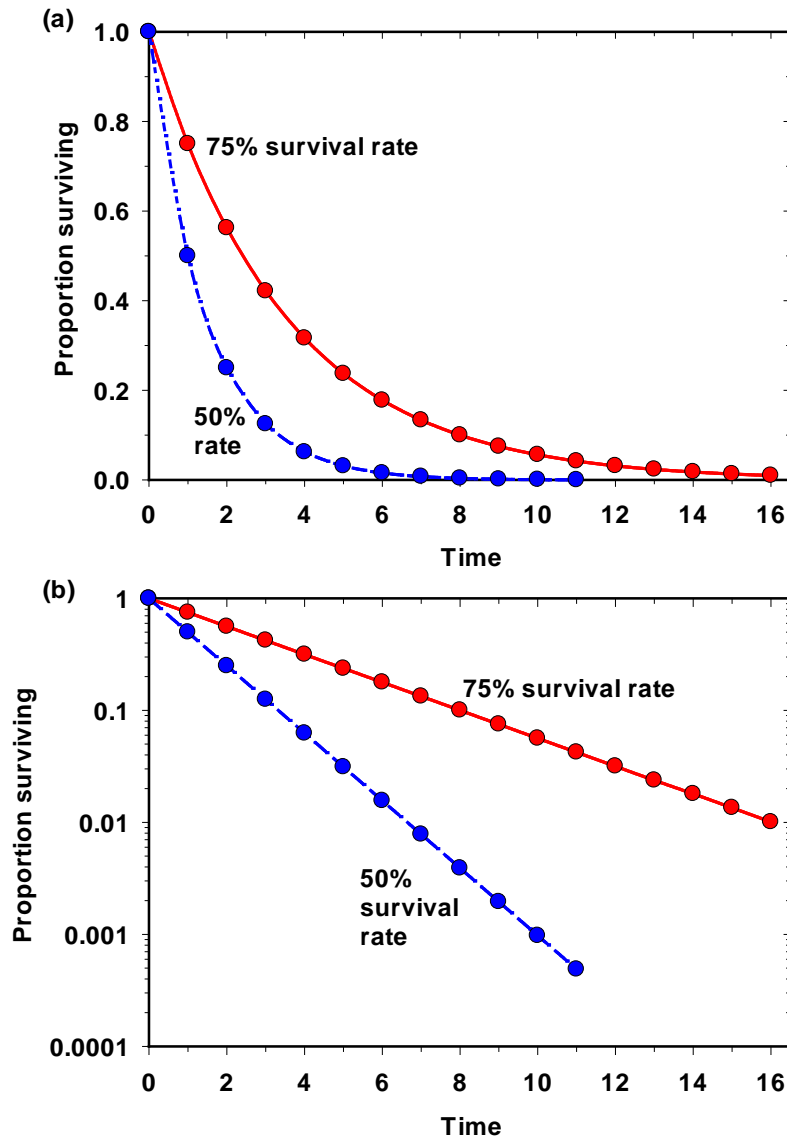 (a)
1.0
0.8
0.6
0.4
0.2
0.0
Proportion surviving
75% survival rate
50%
rate
0 2 4 6 8 10 12 14 16
Time
(b)
1
0.1
0.01
0.001
0.0001
Proportion surviving
75% survival rate
50%
survival
rate
0 2 4 6 8 10 12 14 16
Time